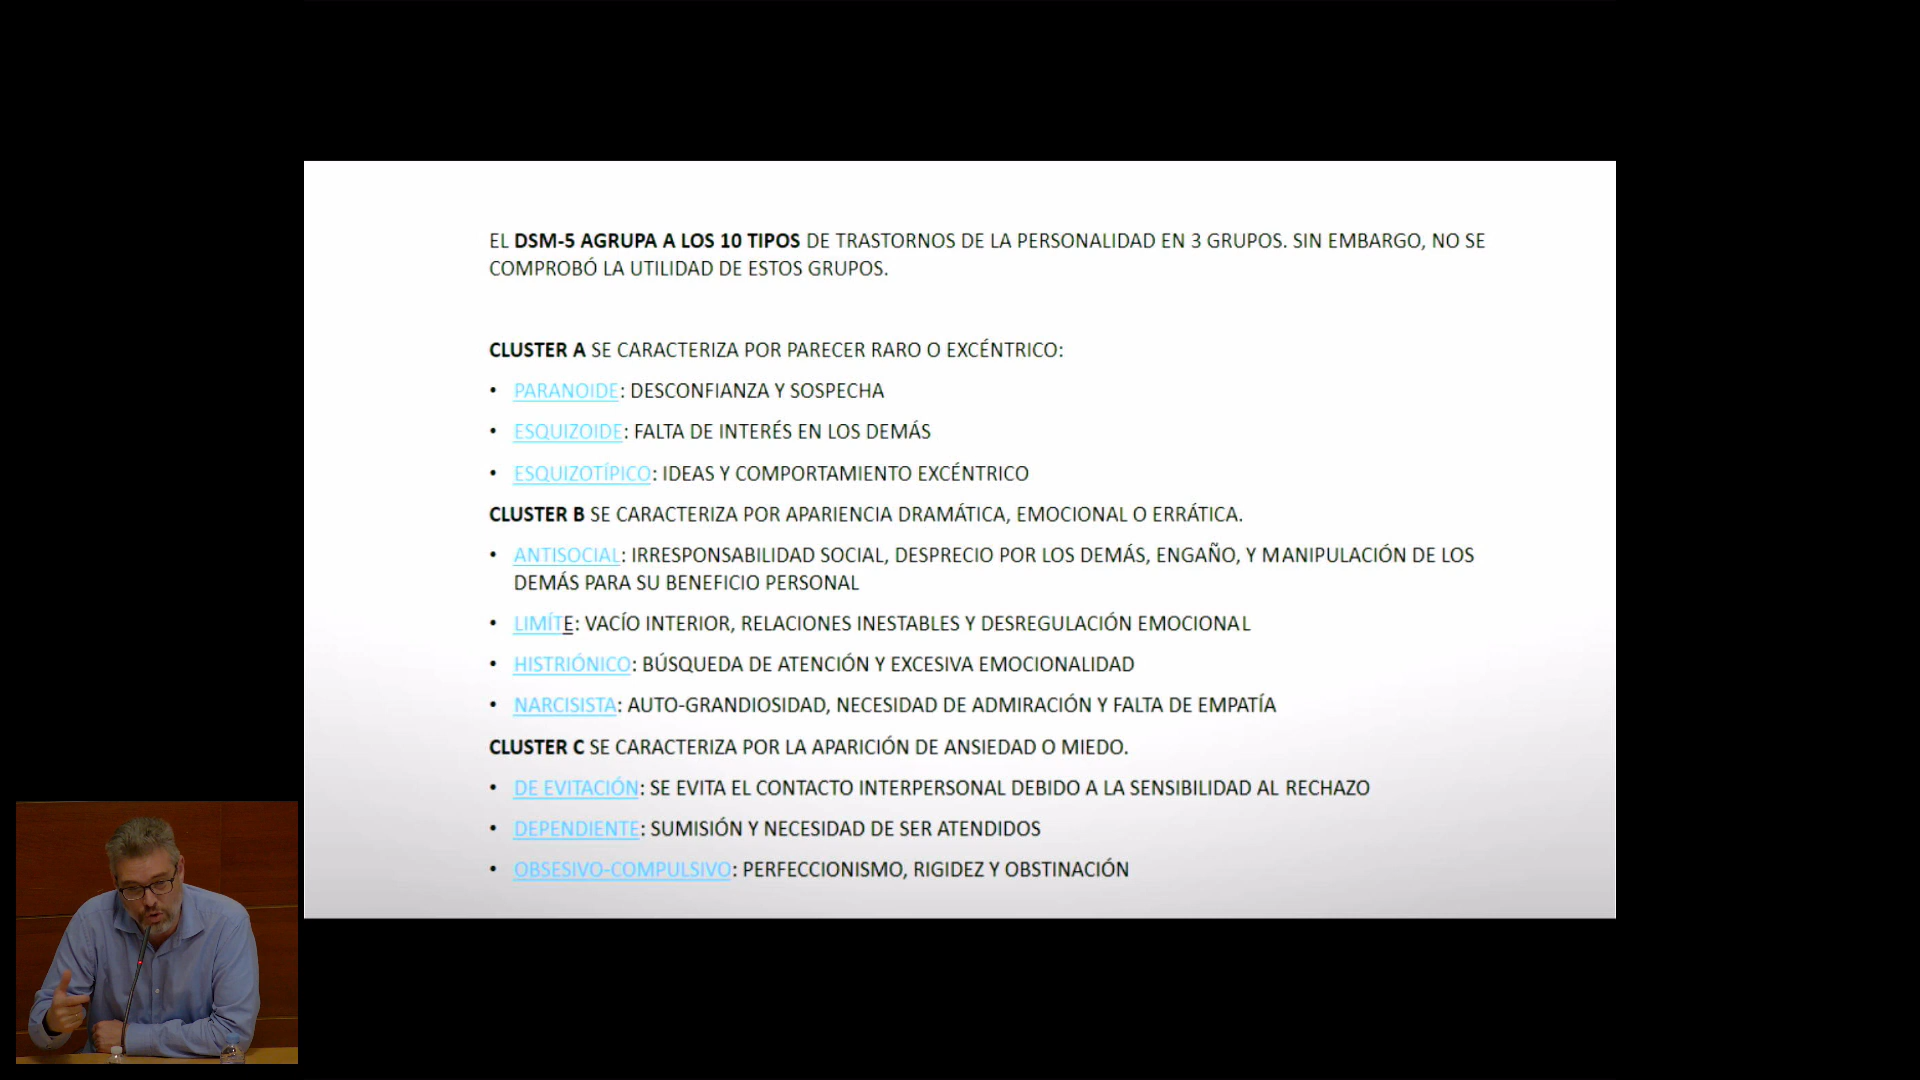 EL DSM-5 AGRUPA A LOS 10 TIPOS DE TRASTORNOS DE LA PERSONALIDAD EN 3 GRUPOS. SIN EMBARGO, NO SE
COMPROBÓ LA UTILIDAD DE ESTOS GRUPOS.
CLUSTER A SE CARACTERIZA POR PARECER RARO O EXCÉNTRICO:
• PARANOIDE: DESCONFIANZA Y SOSPECHA
• ESQUIZOIDE: FALTA DE INTERÉS EN LOS DEMÁS
• ESQUIZOTÍPICO: IDEAS Y COMPORTAMIENTO EXCÉNTRICO
CLUSTER B SE CARACTERIZA POR APARIENCIA DRAMÁTICA, EMOCIONAL O ERRÁTICA.
• ANTISOCIAL: IRRESPONSABILIDAD SOCIAL, DESPRECIO POR LOS DEMÁS, ENGAÑO, Y MANIPULACIÓN DE LOS
DEMÁS PARA SU BENEFICIO PERSONAL
• LIMÍTE: VACÍO INTERIOR, RELACIONES INESTABLES Y DESREGULACIÓN EMOCIONAL
• HISTRIÓNICO: BÚSQUEDA DE ATENCIÓN Y EXCESIVA EMOCIONALIDAD
• NARCISISTA: AUTO-GRANDIOSIDAD, NECESIDAD DE ADMIRACIÓN Y FALTA DE EMPATÍA
CLUSTER C SE CARACTERIZA POR LA APARICIÓN DE ANSIEDAD O MIEDO.
• DE EVITACIÓN: SE EVITA EL CONTACTO INTERPERSONAL DEBIDO A LA SENSIBILIDAD AL RECHAZO
• DEPENDIENTE: SUMISIÓN Y NECESIDAD DE SER ATENDIDOS
• OBSESIVO-COMPULSIVO: PERFECCIONISMO, RIGIDEZ Y OBSTINACIÓN